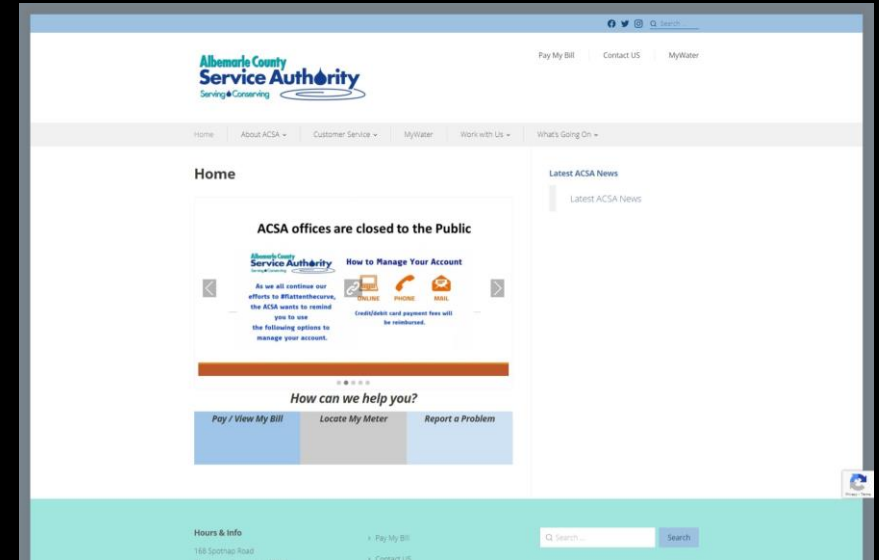 Search ...
Albemarle County
Service Authority
Serving Conserving
Pay My Bill
Contact US
MyWater
Home
About ACSA
Customer Service
MyWater
Work with Us
What's Going On
Home
Latest ACSA News
Latest ACSA News
ACSA offices are closed to the Public
Albemarle County
Service Authority
Serving Conserving
As we all continue our
efforts to #flattenthecurve,
the ACSA wants to remind
you to use
the following options to
manage your account.
How to Manage Your Account
ONLINE
PHONE
MAIL
Credit/debit card payment fees will
be reimbursed.
How can we help you?
Pay / View My Bill
Locate My Meter
Report a Problem
Privacy - Terms
Hours & Info
168 Spotnap Road
Pay My Bill
Contact US
Search ...
Search